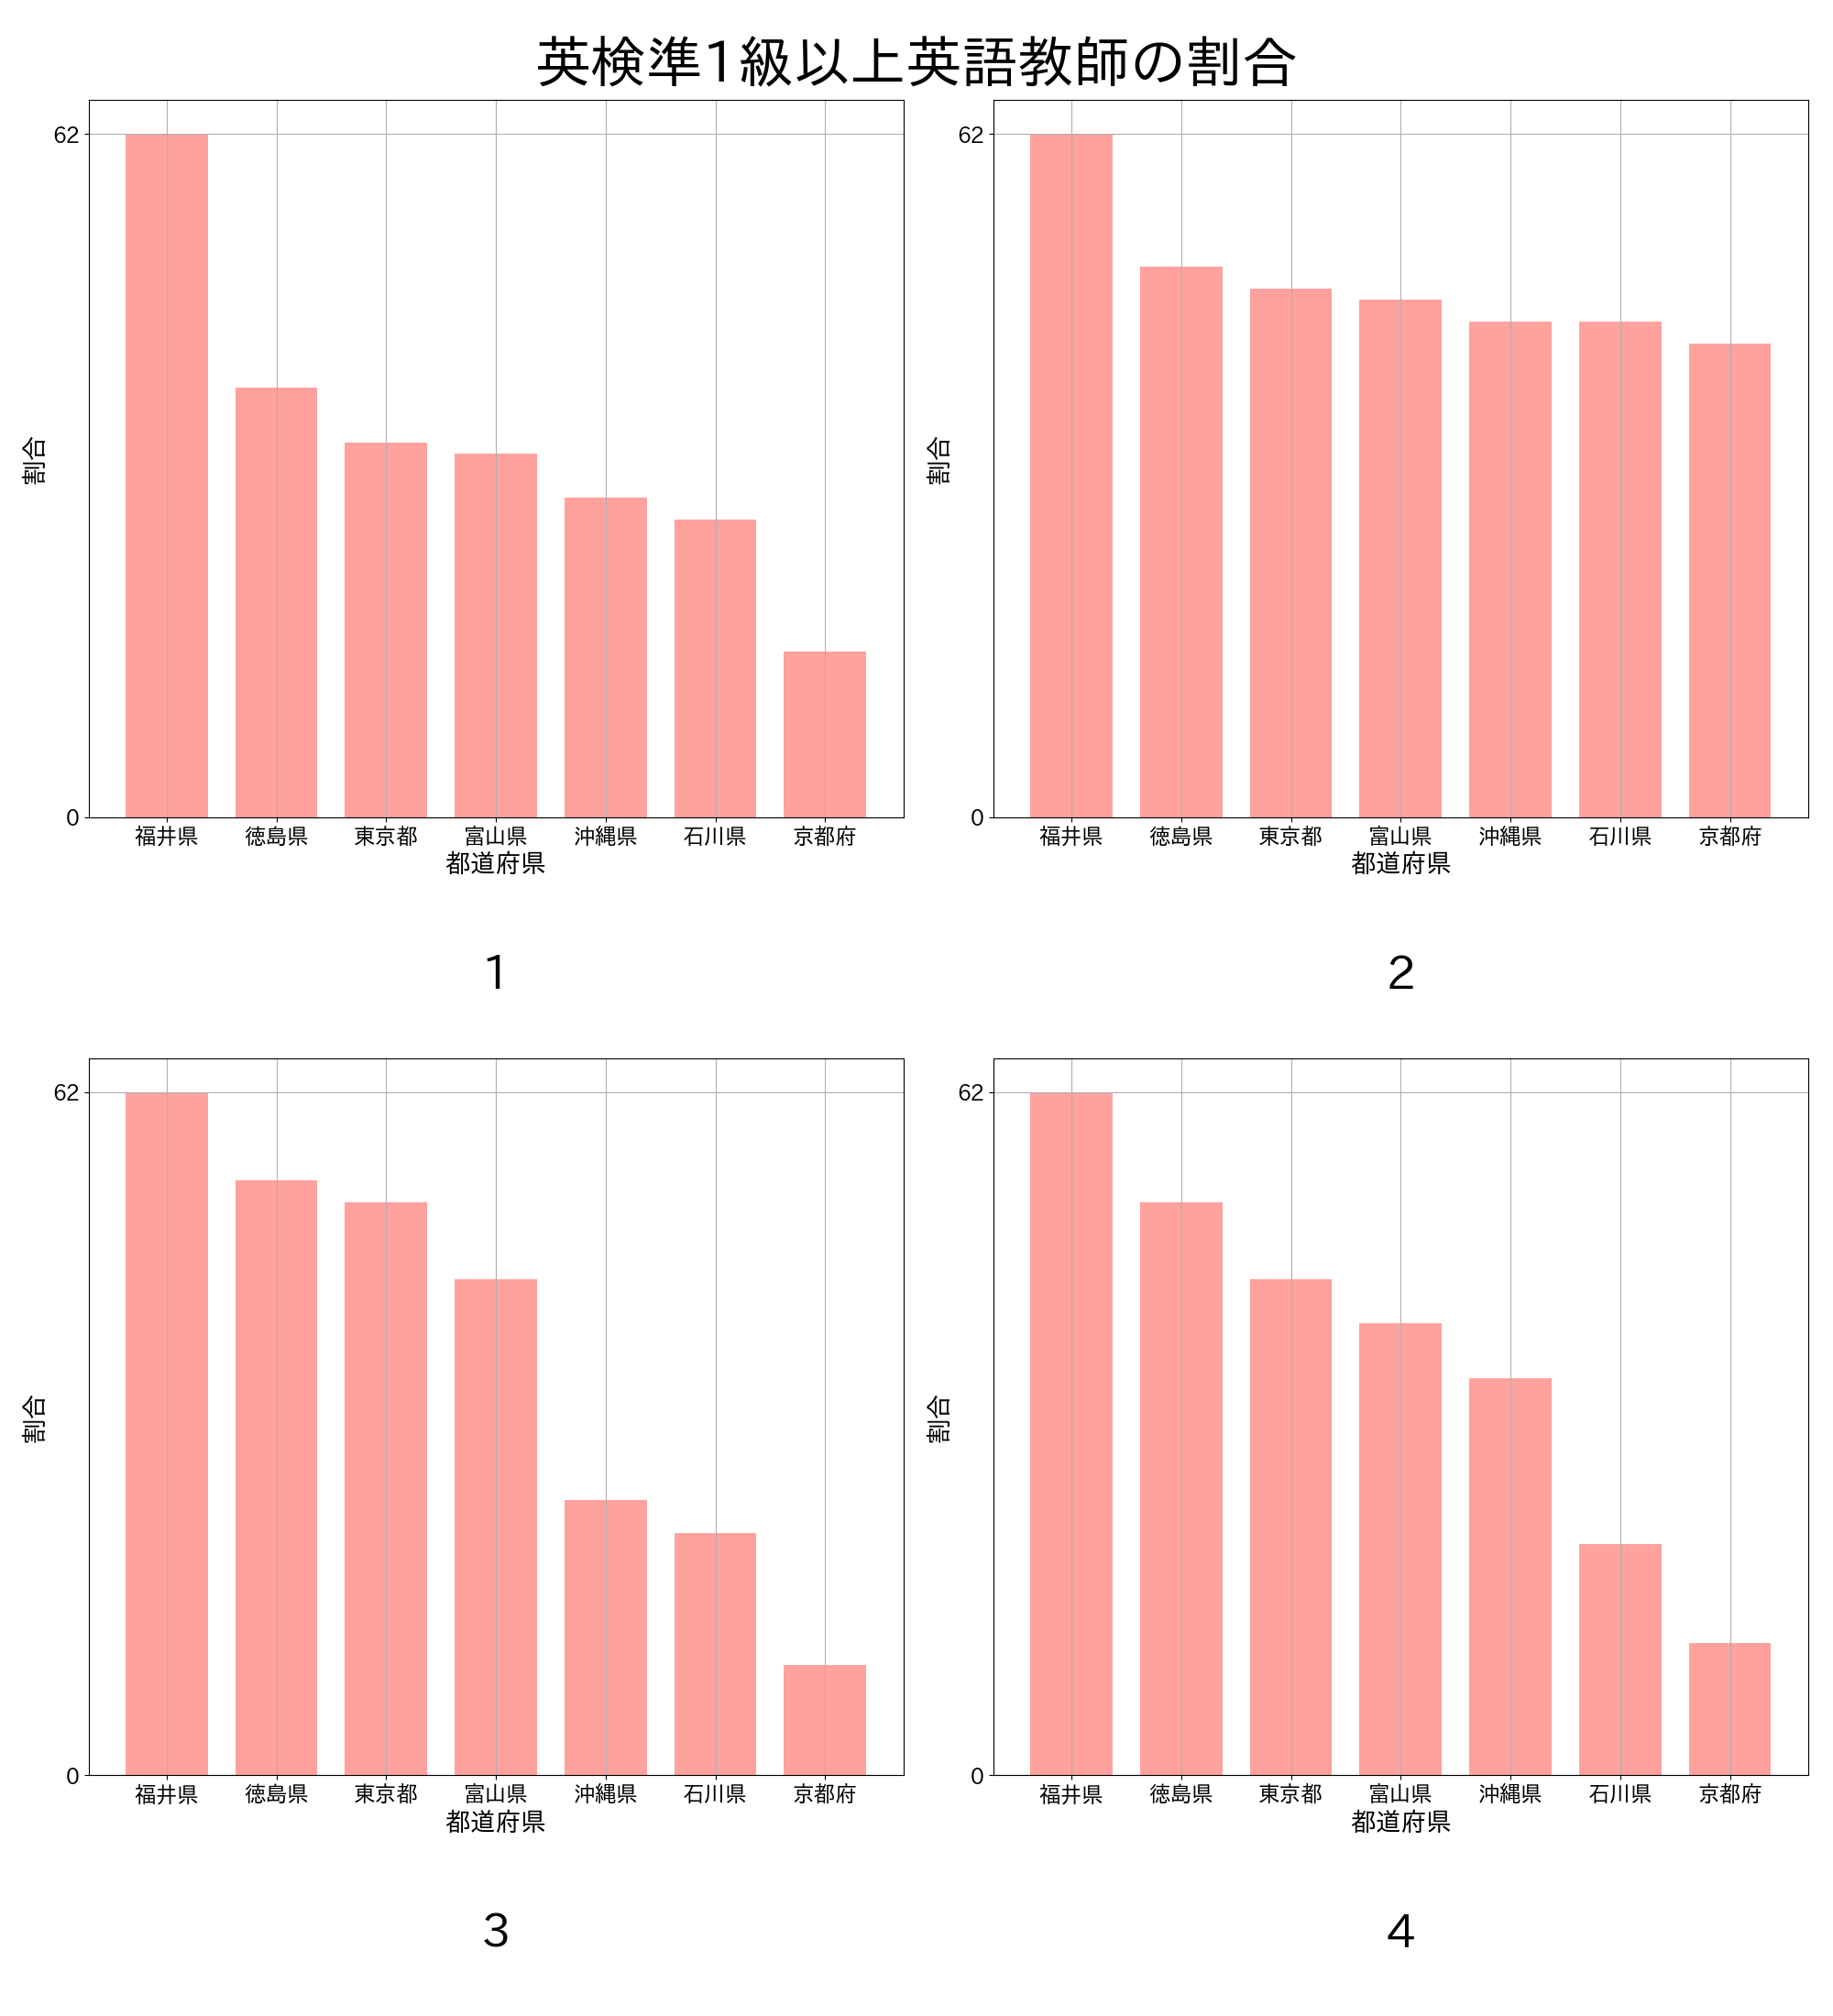 英検準1級以上英語教師の割合
62
0
割合
福井県 徳島県 東京都 富山県 沖縄県 石川県 京都府
都道府県
1
62
0
割合
福井県 徳島県 東京都 富山県 沖縄県 石川県 京都府
都道府県
2
62
0
割合
福井県 徳島県 東京都 富山県 沖縄県 石川県 京都府
都道府県
3
62
0
割合
福井県 徳島県 東京都 富山県 沖縄県 石川県 京都府
都道府県
4